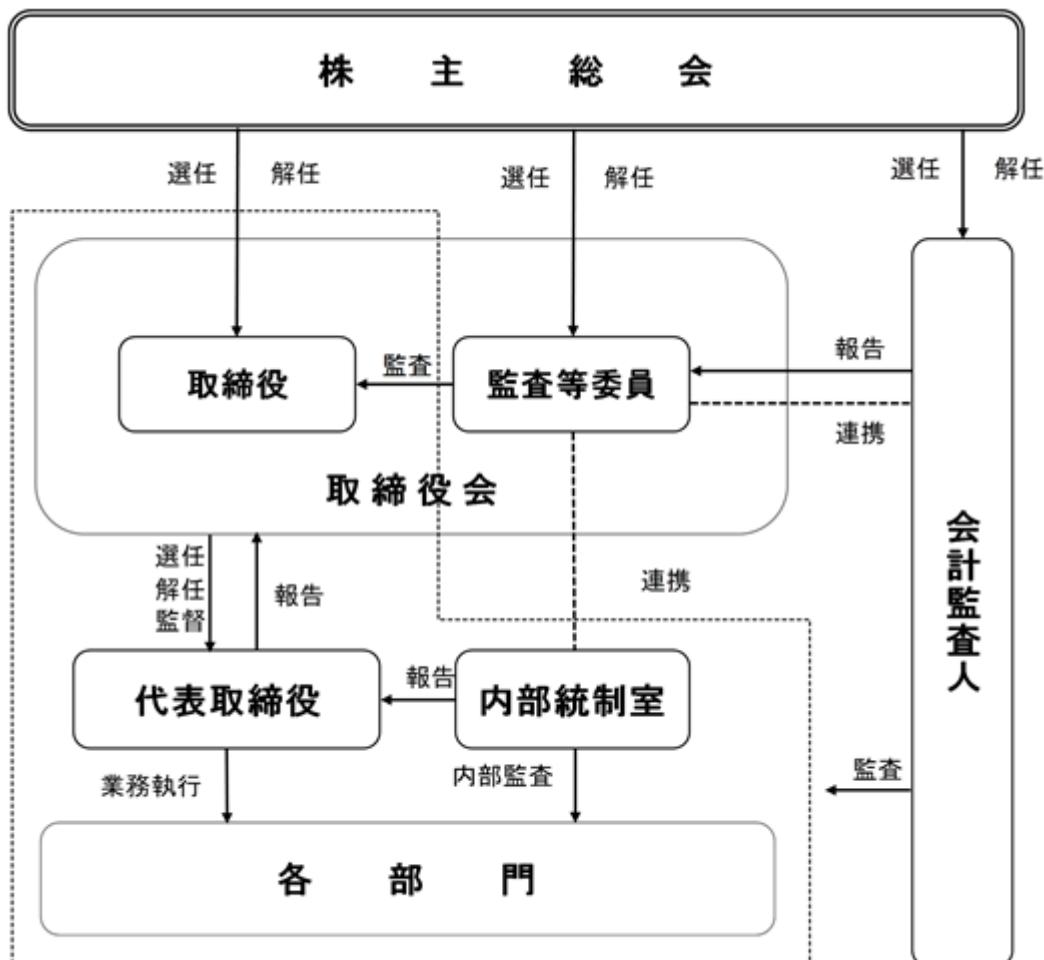 株主総会
選任 解任
選任 解任
選任 解任
取締役
監査
監査等委員
報告
連携
取締役会
選任
解任
監督
報告
連携
会計監査人
代表取締役
報告
内部統制室
業務執行
内部監査
監査
各部門